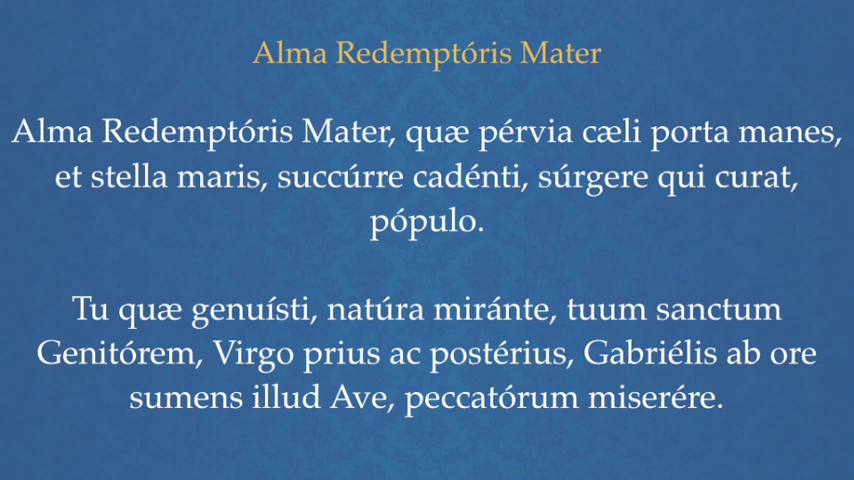 Alma Redemptóris Mater
Alma Redemptóris Mater, quæ pérvia cæli porta manes,
et stella maris, succúrre cadénti, súrgere qui curat,
pópulo.
Tu quæ genuísti, natúra miránte, tuum sanctum
Genitórem, Virgo prius ac postérius, Gabriélis ab ore
sumens illud Ave, peccatórum miserére.